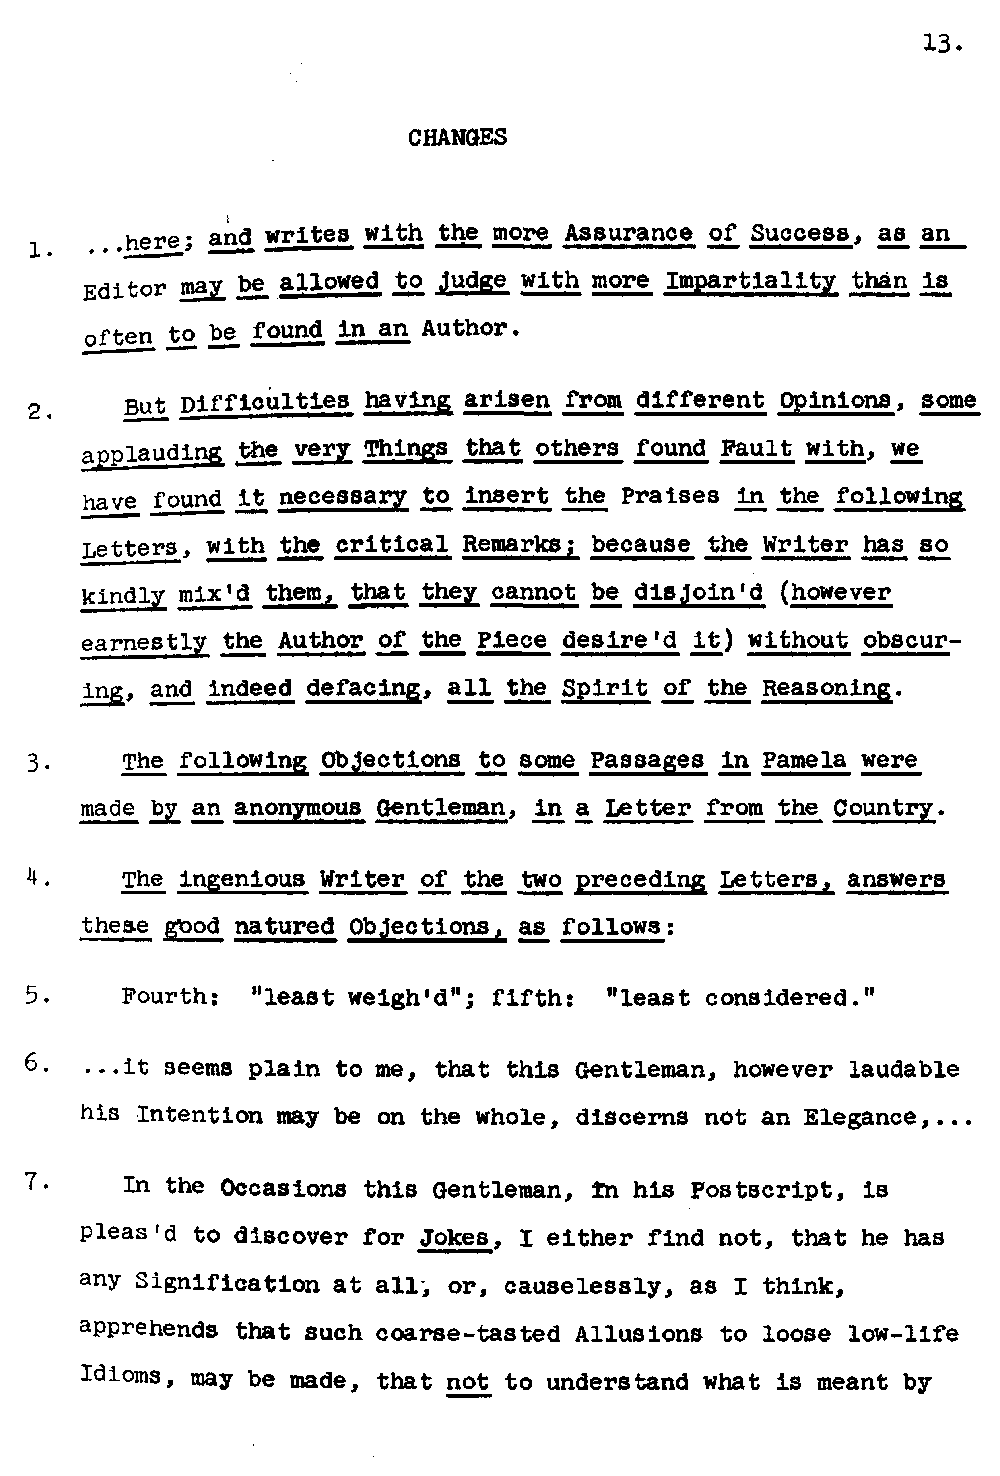 13.
CHANGES
1. ...here; and writes with the more Assurance of Success, as an
Editor may be allowed to judge with more Impartiality than is
often to be found in an Author.
2. But Difficulties having arisen from different Opinions, some
applauding the very Things that others found Fault with, we
have found it necessary to insert the Praises in the following
Letters, with the critical Remarks; because the Writer has so
kindly mix'd them, that they cannot be disjoin'd (however
earnestly the Author of the Piece desire'd it) without obscur-
ing, and indeed defacing, all the Spirit of the Reasoning.
3. The following Objections to some Passages in Pamela were
made by an anonymous Gentleman, in a Letter from the Country.
4. The ingenious Writer of the two preceding Letters, answers
these good natured Objections, as follows:
5. Fourth: "least weigh'd"; fifth: "least considered."
6. ...it seems plain to me, that this Gentleman, however laudable
his Intention may be on the whole, discerns not an Elegance,...
7. In the Occasions this Gentleman, in his Postscript, is
pleas'd to discover for Jokes, I either find not, that he has
any Signification at all; or, causelessly, as I think,
apprehends that such coarse-tasted Allusions to loose low-life
Idioms, may be made, that not to understand what is meant by